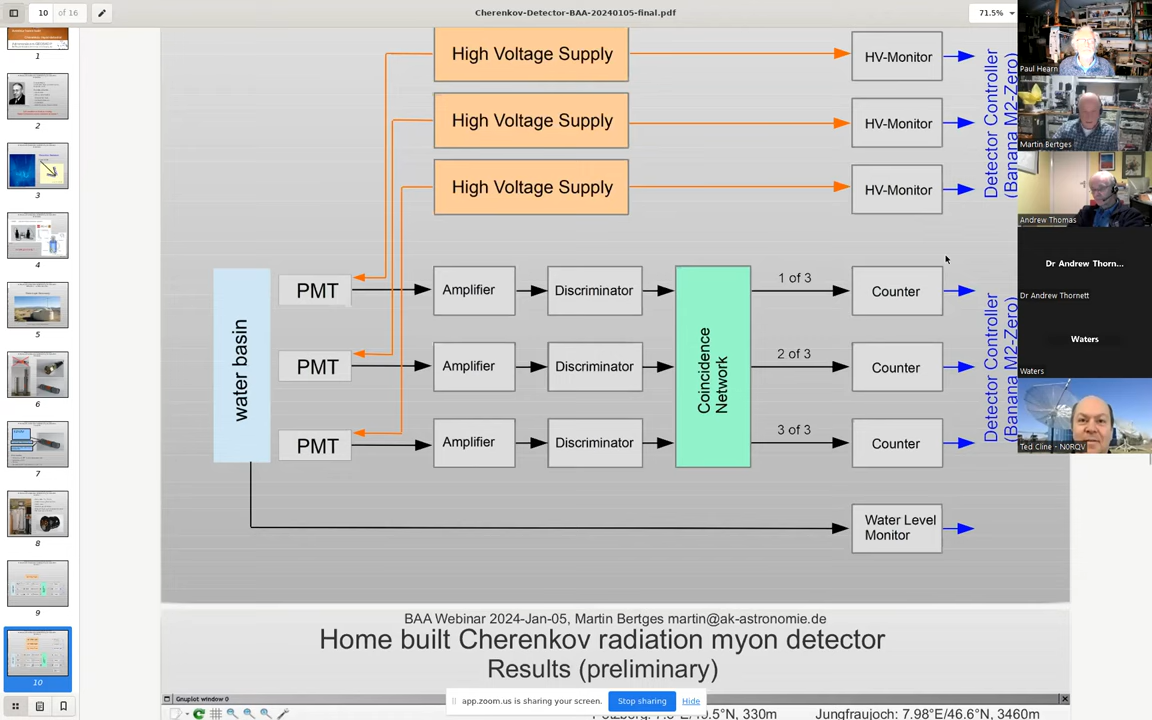 10 of 16
Cherenkov-Detector-BAA-20240105-final.pdf
71.5%
1
2
3
4
5
6
7
8
9
10
High Voltage Supply
HV-Monitor
High Voltage Supply
HV-Monitor
High Voltage Supply
HV-Monitor
Detector Controller
(Banana M2-Zero)
water basin
PMT
Amplifier
Discriminator
1 of 3
Counter
PMT
Amplifier
Discriminator
2 of 3
Counter
PMT
Amplifier
Discriminator
3 of 3
Counter
Coincidence
Network
Detector Controller
(Banana M2-Zero)
Water Level
Monitor
BAA Webinar 2024-Jan-05, Martin Bertges martin@ak-astronomie.de
Home built Cherenkov radiation myon detector
Results (preliminary)
Gnuplot window 0
app.zoom.us is sharing your screen.
Stop sharing
Hide
330m
Jungfraujoch: 7.98°E/46.6°N, 3460m
Paul Hearn
Martin Bertges
Andrew Thomas
Dr Andrew Thorn...
Dr Andrew Thornett
Waters
Waters
Ted Cline - N0RQV